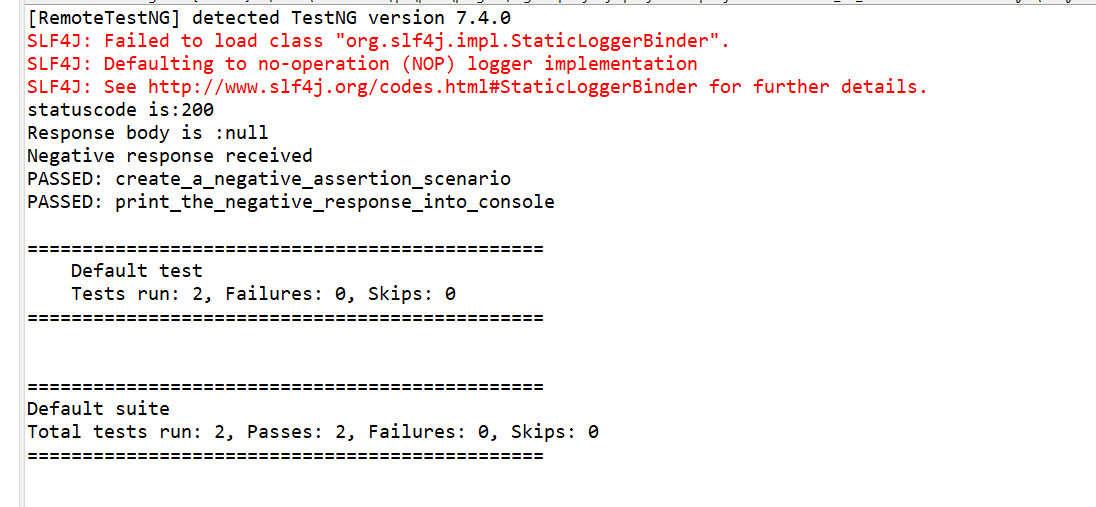 [RemoteTestNG] detected TestNG version 7.4.0
SLF4J: Failed to load class "org.slf4j.impl.StaticLoggerBinder".
SLF4J: Defaulting to no-operation (NOP) logger implementation
SLF4J: See http://www.slf4j.org/codes.html#StaticLoggerBinder for further details.
statuscode is:200
Response body is :null
Negative response received
PASSED: create_a_negative_assertion_scenario
PASSED: print_the_negative_response_into_console
===============================================
Default test
Tests run: 2, Failures: 0, Skips: 0
===============================================
===============================================
Default suite
Total tests run: 2, Passes: 2, Failures: 0, Skips: 0
===============================================